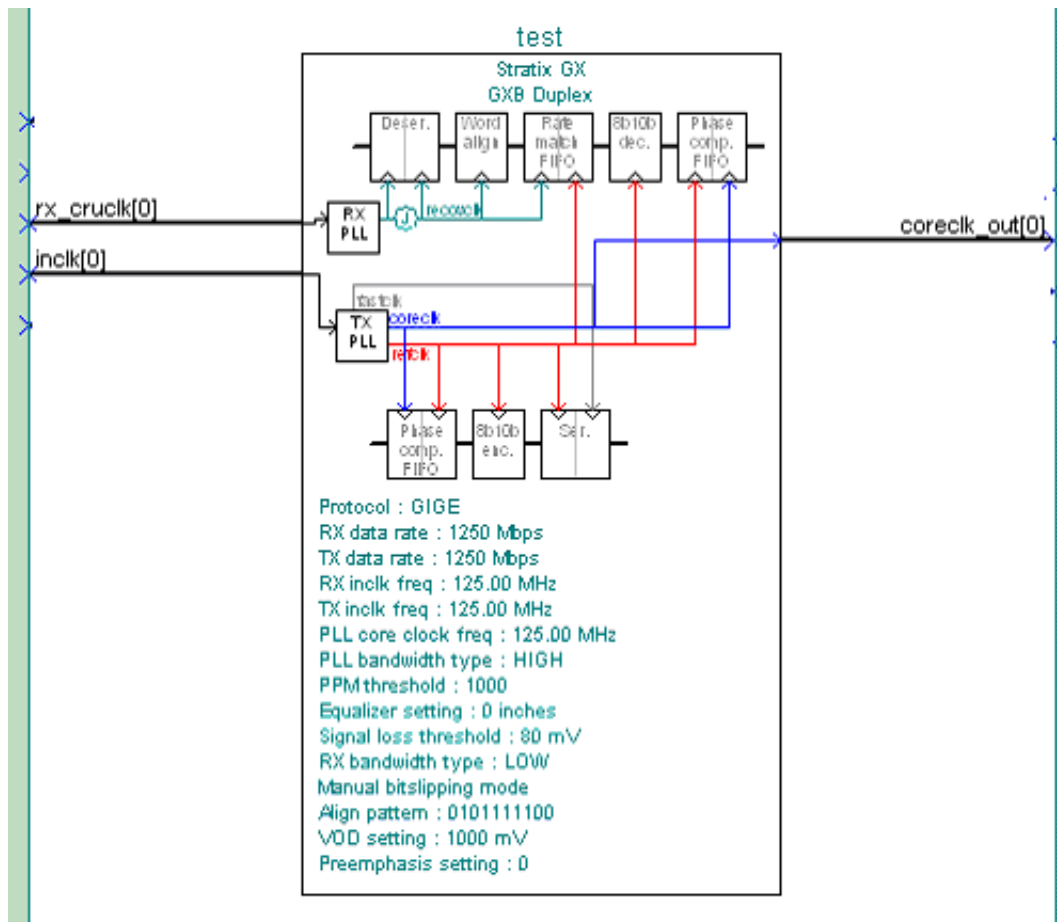 test
Stratix GX
GXB Duplex
Deser.
Word
align
Rate
match
FIFO
8b10b
dec.
Phase
comp.
FIFO
rx_cruclk[0]
RX
PLL
recovclk
coreclk_out[0]
inclk[0]
fastclk
TX
PLL
coreclk
refclk
Phase
comp.
FIFO
8b10b
enc.
Ser.
Protocol : GIGE
RX data rate : 1250 Mbps
TX data rate : 1250 Mbps
RX inclk freq : 125.00 MHz
TX inclk freq : 125.00 MHz
PLL core clock freq : 125.00 MHz
PLL bandwidth type : HIGH
PPM threshold : 1000
Equalizer setting : 0 inches
Signal loss threshold : 80 mV
RX bandwidth type : LOW
Manual bitslipping mode
Align pattern : 0101111100
VOD setting : 1000 mV
Preemphasis setting : 0